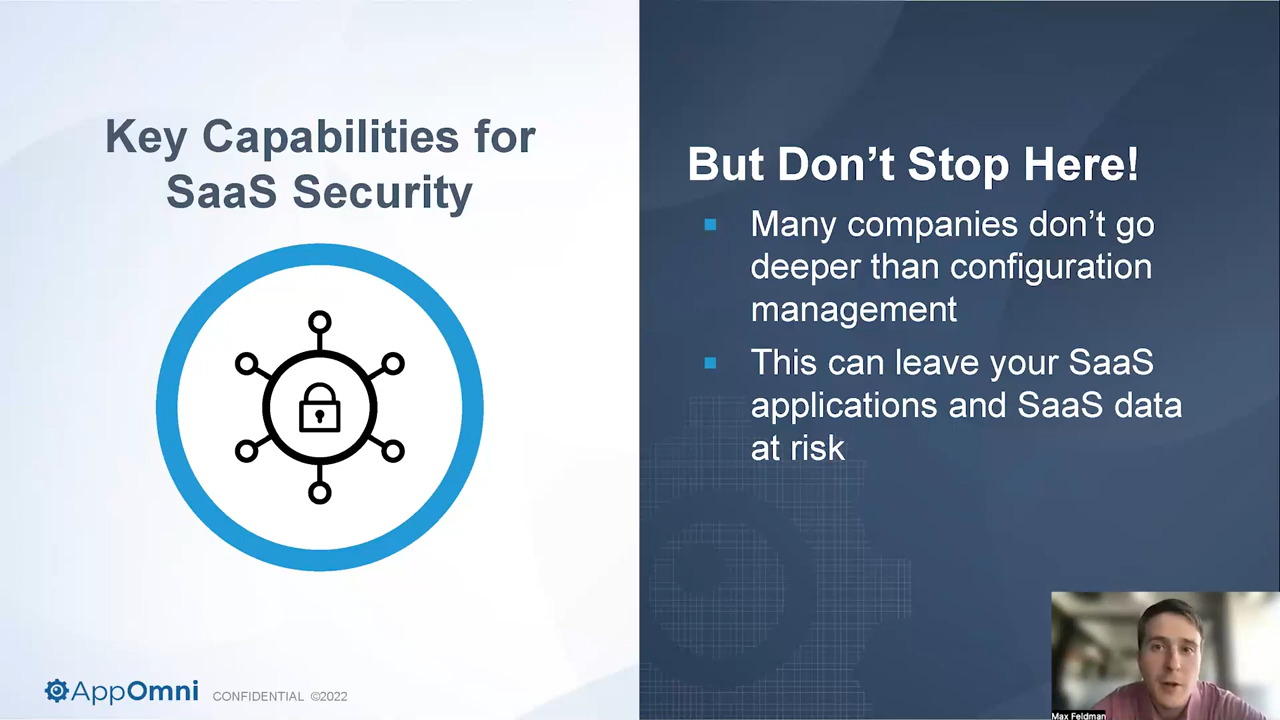 Key Capabilities for
SaaS Security
But Don’t Stop Here!
Many companies don’t go
deeper than configuration
management
This can leave your SaaS
applications and SaaS data
at risk
AppOmni CONFIDENTIAL ©2022
Max Feldman